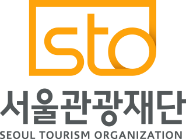 sto
서울관광재단
SEOUL TOURISM ORGANIZATION